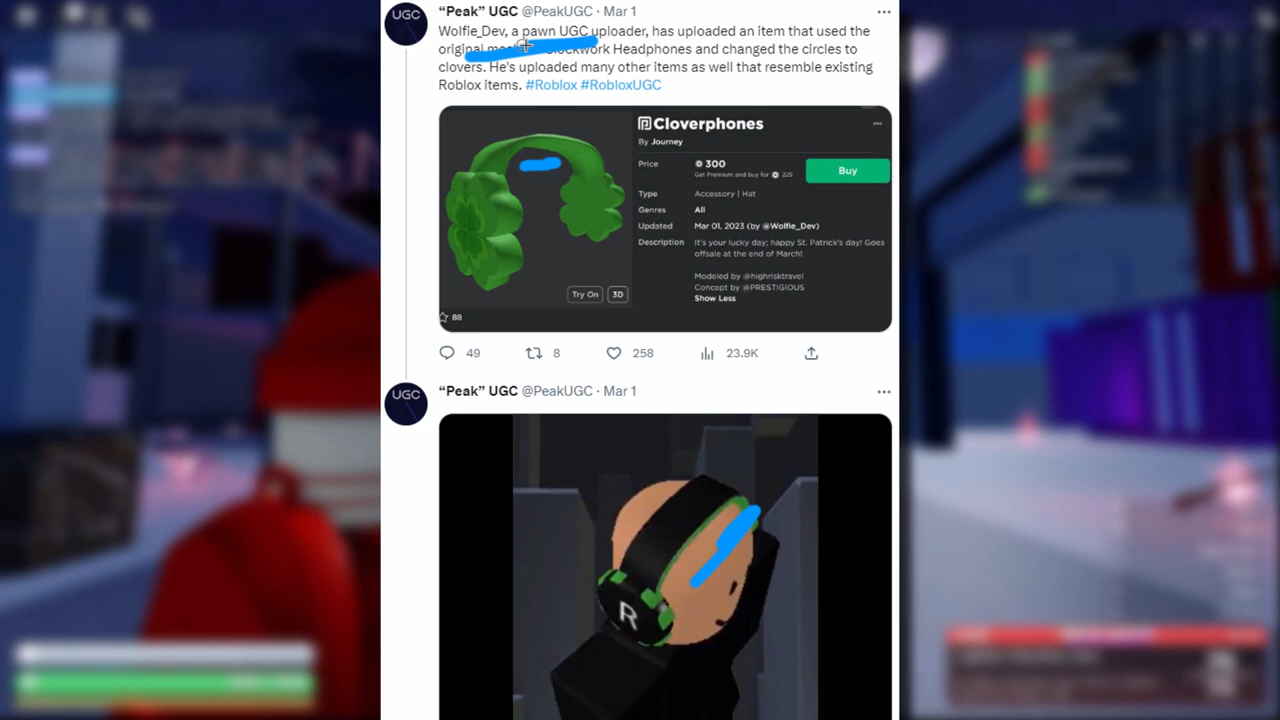 “Peak” UGC @PeakUGC · Mar 1
Wolfie_Dev, a pawn UGC uploader, has uploaded an item that used the
original Headphones and changed the circles to
clovers. He's uploaded many other items as well that resemble existing
Roblox items. #Roblox #RobloxUGC
UGC
Cloverphones
By Journey
Price 300
Get Premium and buy for 225
Buy
Type Accessory | Hat
Genres All
Updated Mar 01, 2023 (by @Wolfie_Dev)
Description It's your lucky day; happy St. Patrick's day! Goes
offsale at the end of March!
Modeled by @highrisktravel
Concept by @PRESTIGIOUS
Show Less
Try On 3D
88
49 8 258 23.9K
“Peak” UGC @PeakUGC · Mar 1
UGC
R